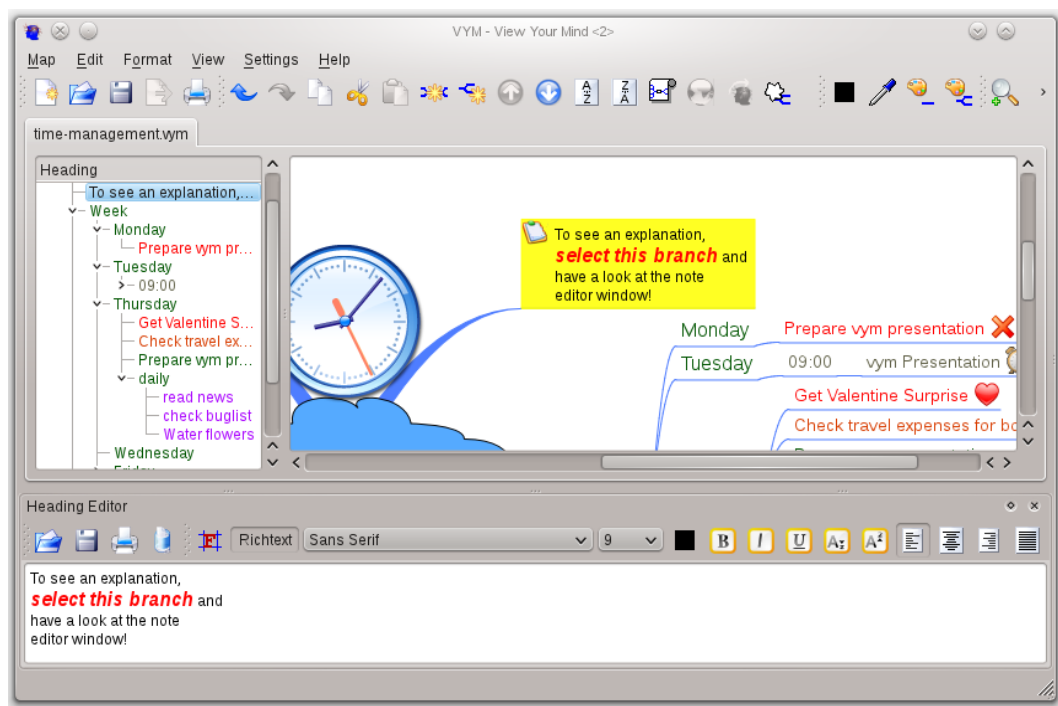 VYM - View Your Mind <2>
Map Edit Format View Settings Help
time-management.vym
Heading
To see an explanation,...
Week
Monday
Prepare vym pr...
Tuesday
09:00
Thursday
Get Valentine S...
Check travel ex...
Prepare vym pr...
daily
read news
check buglist
Water flowers
Wednesday
To see an explanation,
select this branch and
have a look at the note
editor window!
Monday Prepare vym presentation
Tuesday 09:00 vym Presentation
Get Valentine Surprise
Check travel expenses for bo
Heading Editor
Richtext Sans Serif 9
To see an explanation,
select this branch and
have a look at the note
editor window!